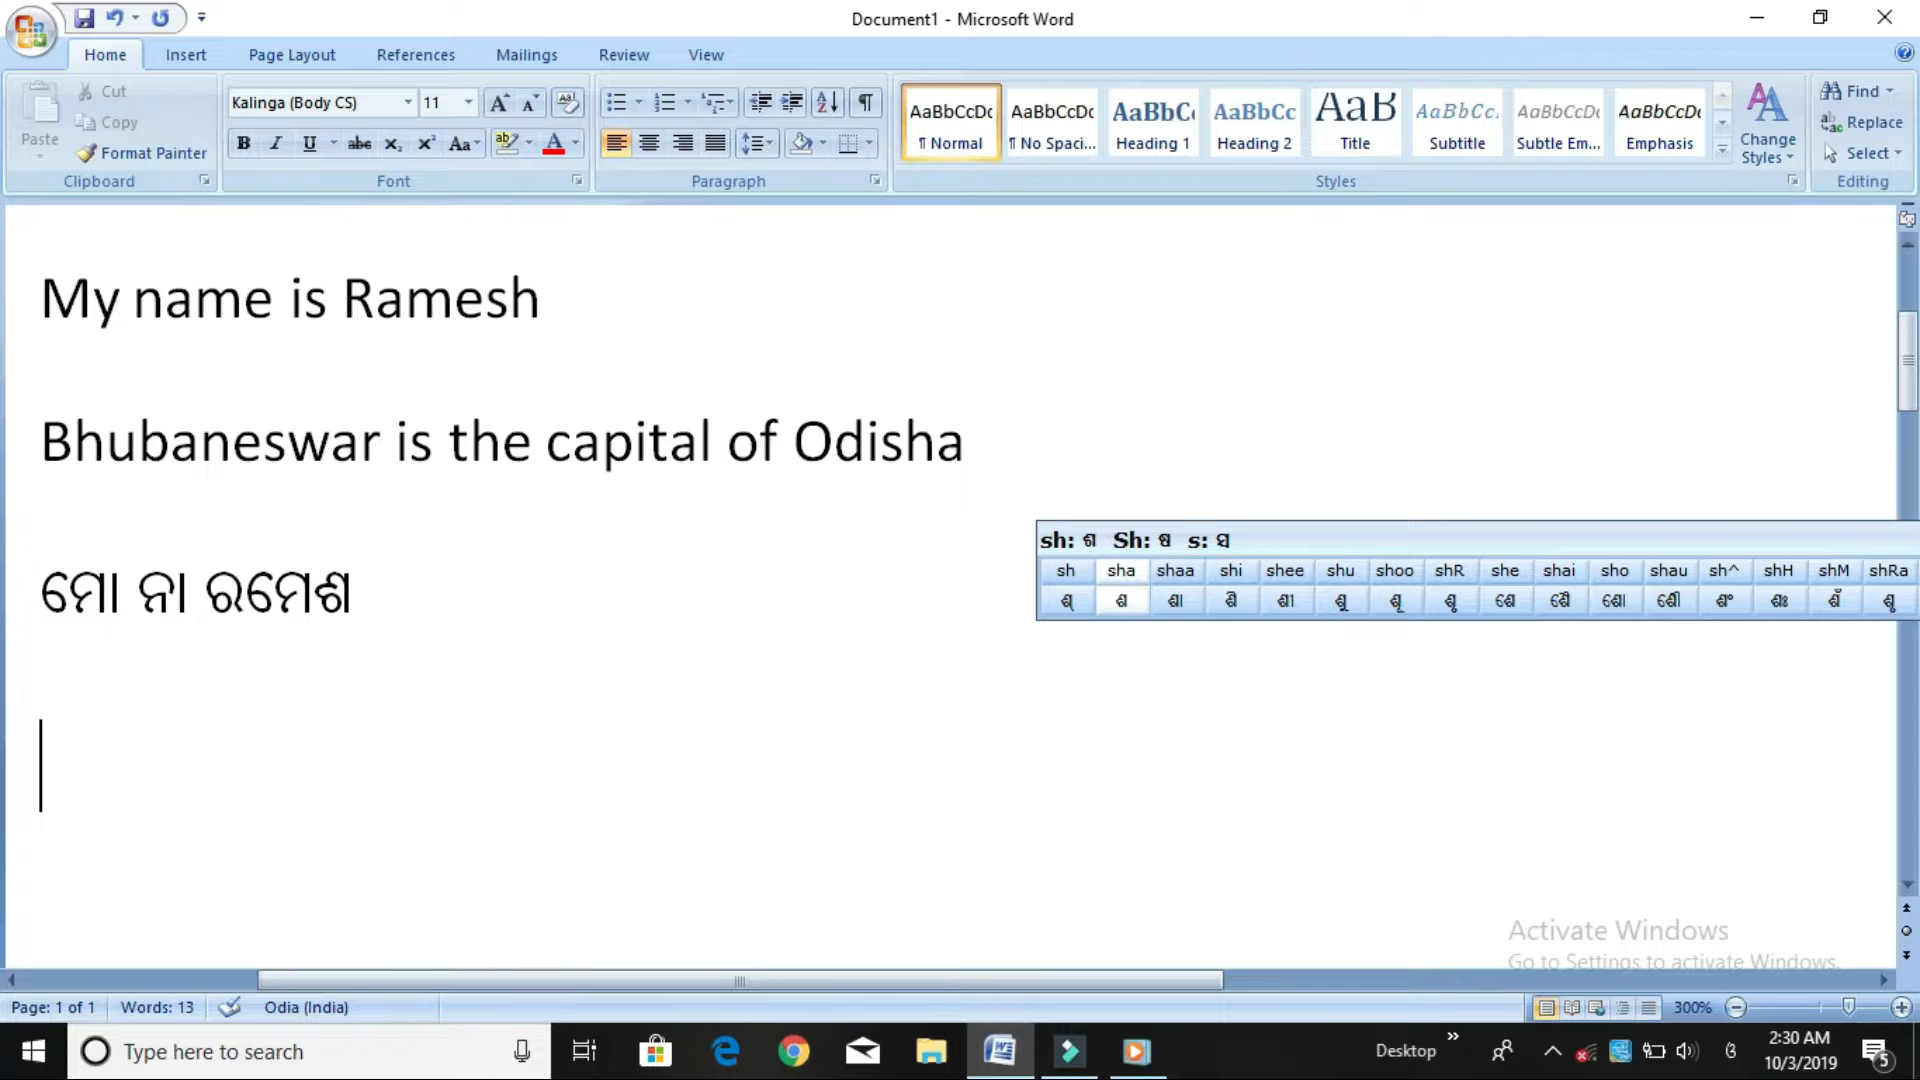 Document1 - Microsoft Word
Home Insert Page Layout References Mailings Review View
Paste Cut Copy Format Painter Clipboard
Kalinga (Body CS) 11 Font
Paragraph
AaBbCcDc AaBbCcDc AaBbC AaBbCc AaB AaBbCc. AaBbCcDc AaBbCcDc
¶ Normal ¶ No Spaci... Heading 1 Heading 2 Title Subtitle Subtle Em... Emphasis
Change Styles
Styles
Find
Replace
Select
Editing
My name is Ramesh
Bhubaneswar is the capital of Odisha
ମୋ ନା ରମେଶ
sh: ଶ Sh: ଷ s: ସ
sh sha shaa shi shee shu shoo shR she shai sho shau sh^ shH shM shRa
ଶ୍ ଶ ଶା ଶି ଶୀ ଶୁ ଶୂ ଶୃ ଶେ ଶୈ ଶୋ ଶୌ ଶଂ ଶଃ ଶଁ ଶୃ
Activate Windows
Go to Settings to activate Windows.
Page: 1 of 1 Words: 13 Odia (India) 300%
Type here to search Desktop 2:30 AM
10/3/2019 5